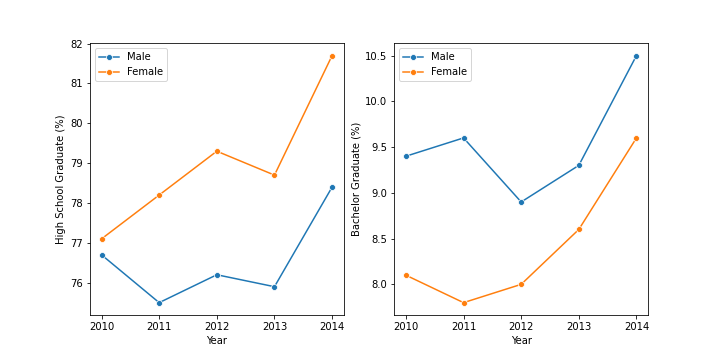 82
81
80
79
78
77
76
High School Graduate (%)
Male
Female
2010 2011 2012 2013 2014
Year
10.5
10.0
9.5
9.0
8.5
8.0
Bachelor Graduate (%)
Male
Female
2010 2011 2012 2013 2014
Year